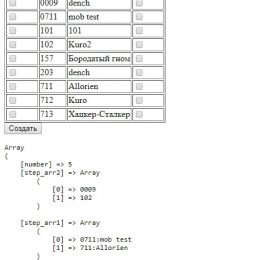 0009 dench
0711 mob test
101 101
102 Kuro2
157 Бородатый гном
203 dench
711 Allorien
712 Kuro
713 Хацкер-Сталкер
Создать
Array
(
[number] => 5
[step_arr2] => Array
(
[0] => 0009
[1] => 102
)
[step_arr1] => Array
(
[0] => 0711:mob test
[1] => 711:Allorien
)